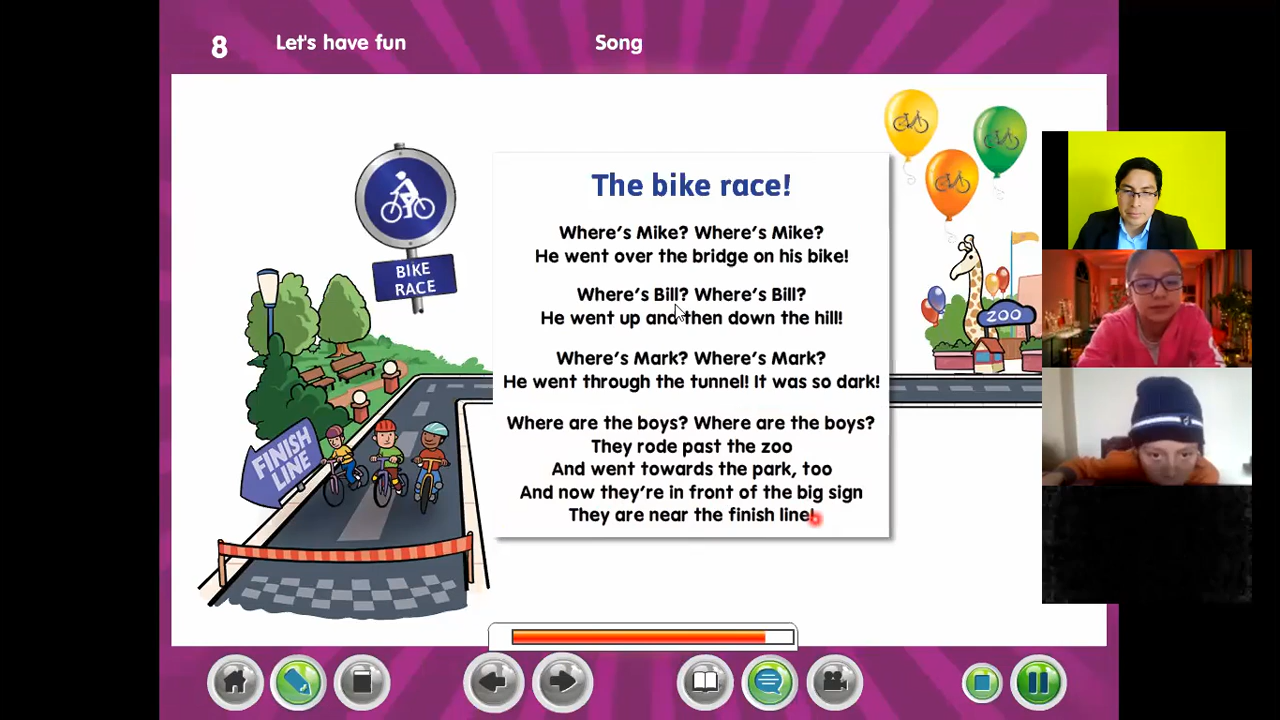 8 Let's have fun Song
The bike race!
Where's Mike? Where's Mike?
He went over the bridge on his bike!
Where's Bill? Where's Bill?
He went up and then down the hill!
Where's Mark? Where's Mark?
He went through the tunnel! It was so dark!
Where are the boys? Where are the boys?
They rode past the zoo
And went towards the park, too
And now they're in front of the big sign
They are near the finish line!
BIKE
RACE
FINISH
LINE
ZOO